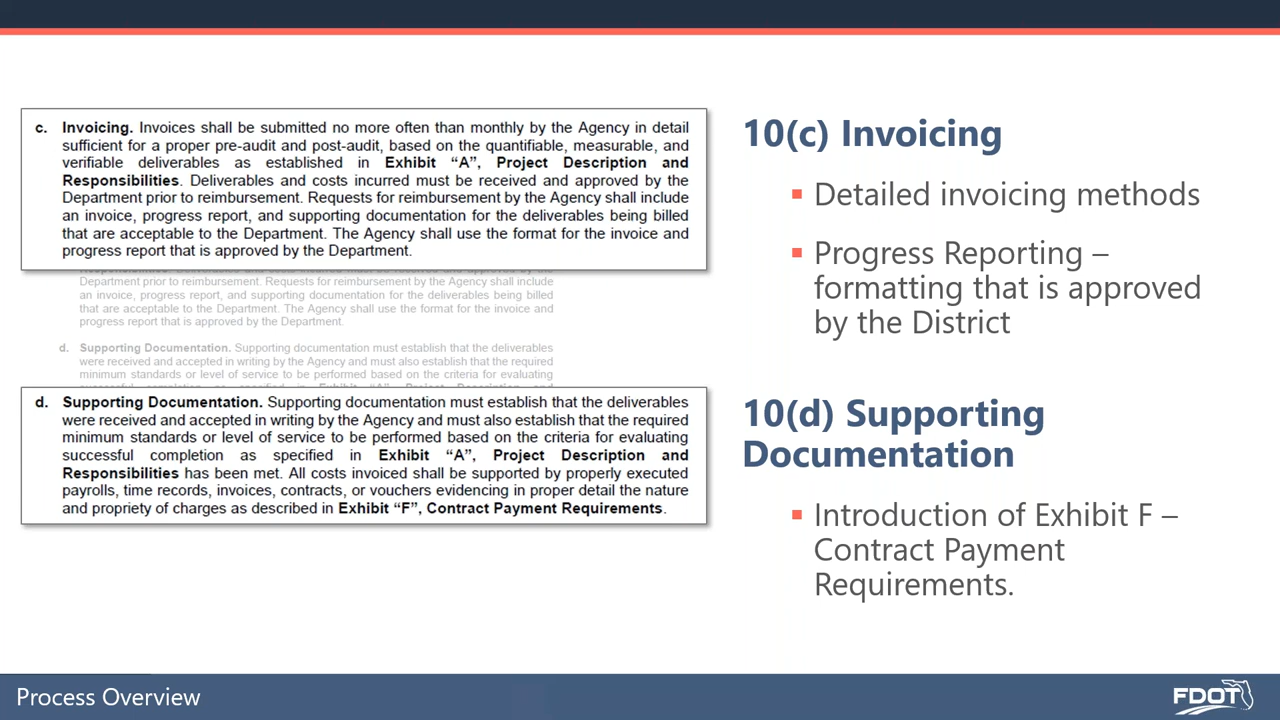 c. Invoicing. Invoices shall be submitted no more often than monthly by the Agency in detail
sufficient for a proper pre-audit and post-audit, based on the quantifiable, measurable, and
verifiable deliverables as established in Exhibit “A”, Project Description and
Responsibilities. Deliverables and costs incurred must be received and approved by the
Department prior to reimbursement. Requests for reimbursement by the Agency shall include
an invoice, progress report, and supporting documentation for the deliverables being billed
that are acceptable to the Department. The Agency shall use the format for the invoice and
progress report that is approved by the Department.
Department prior to reimbursement. Requests for reimbursement by the Agency shall include
an invoice, progress report, and supporting documentation for the deliverables being billed
that are acceptable to the Department. The Agency shall use the format for the invoice and
progress report that is approved by the Department.
d. Supporting Documentation. Supporting documentation must establish that the deliverables
were received and accepted in writing by the Agency and must also establish that the required
minimum standards or level of service to be performed based on the criteria for evaluating
d. Supporting Documentation. Supporting documentation must establish that the deliverables
were received and accepted in writing by the Agency and must also establish that the required
minimum standards or level of service to be performed based on the criteria for evaluating
successful completion as specified in Exhibit “A”, Project Description and
Responsibilities has been met. All costs invoiced shall be supported by properly executed
payrolls, time records, invoices, contracts, or vouchers evidencing in proper detail the nature
and propriety of charges as described in Exhibit “F”, Contract Payment Requirements.
10(c) Invoicing
▪ Detailed invoicing methods
▪ Progress Reporting –
formatting that is approved
by the District
10(d) Supporting
Documentation
▪ Introduction of Exhibit F –
Contract Payment
Requirements.
Process Overview
FDOT